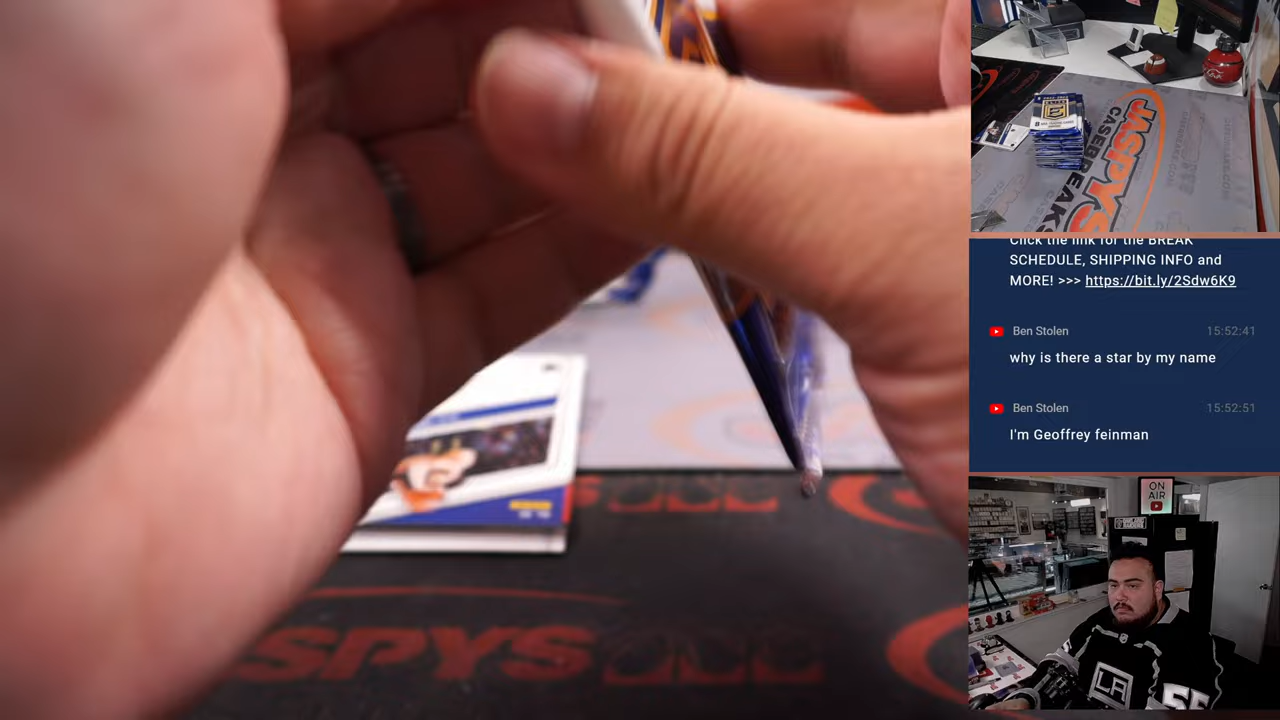 JASPYS
CASEBREAKS
Click the link for the BREAK
SCHEDULE, SHIPPING INFO and
MORE! >>> https://bit.ly/2Sdw6K9
Ben Stolen 15:52:41
why is there a star by my name
Ben Stolen 15:52:51
I'm Geoffrey feinman
ON
AIR
LA
SPYS